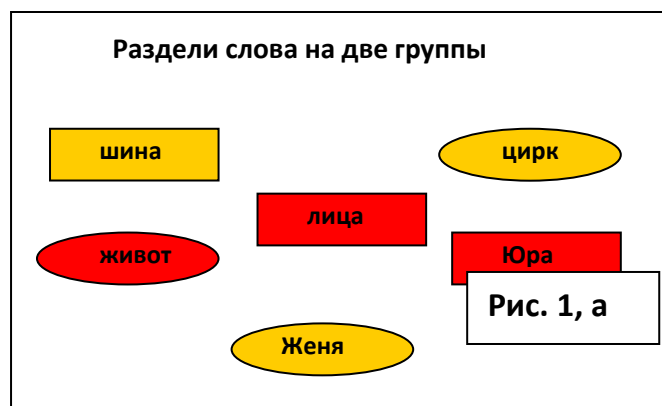 Раздели слова на две группы
шина
цирк
лица
живот
Юра
Рис. 1, а
Женя